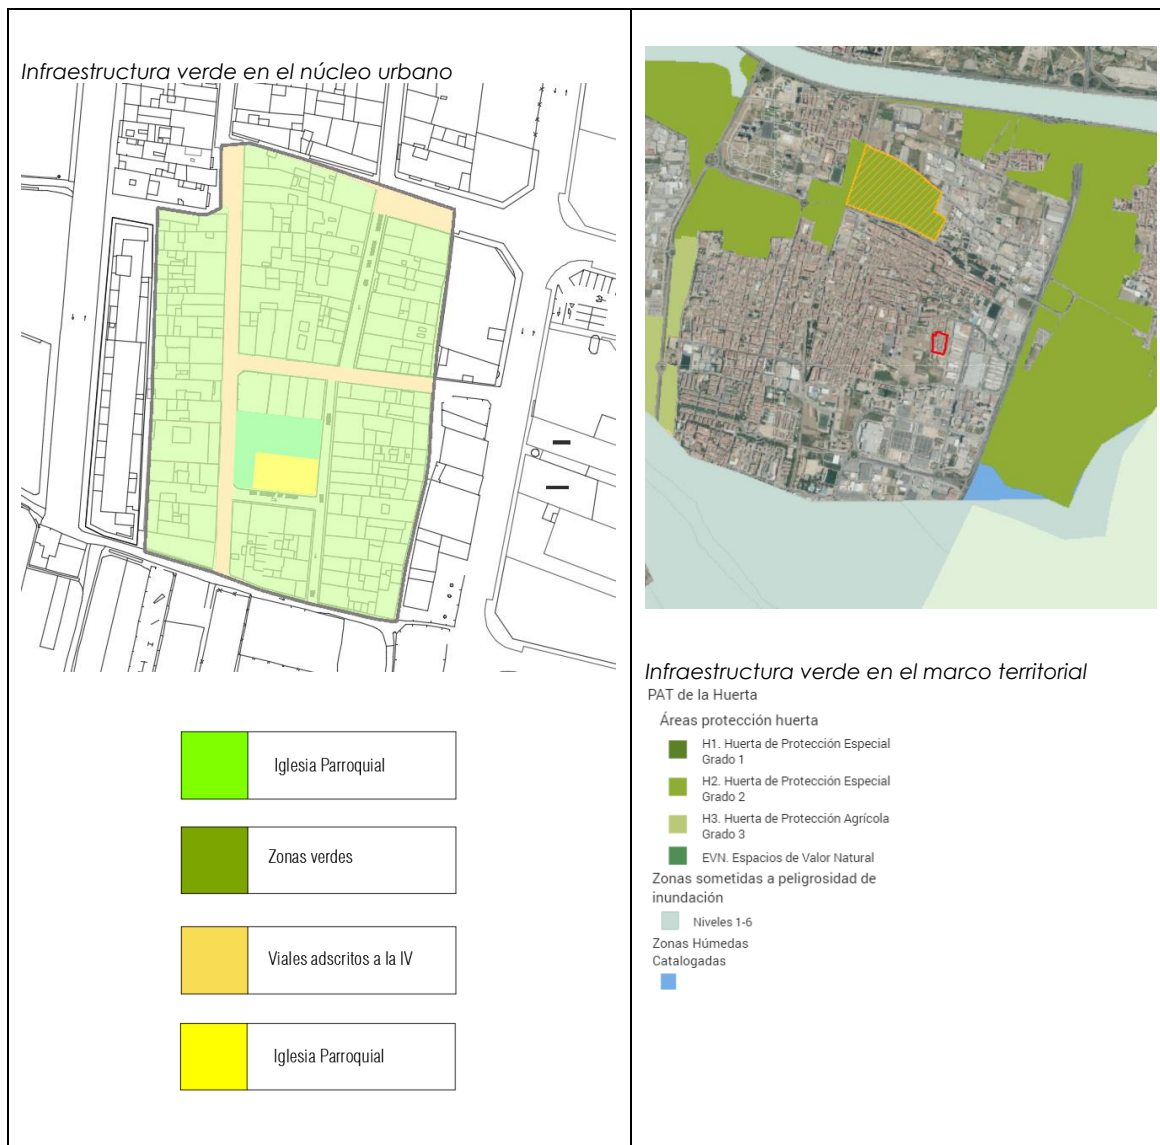 Infraestructura verde en el núcleo urbano
Iglesia Parroquial
Zonas verdes
Viales adscritos a la IV
Iglesia Parroquial
Infraestructura verde en el marco territorial
PAT de la Huerta
Áreas protección huerta
H1. Huerta de Protección Especial
Grado 1
H2. Huerta de Protección Especial
Grado 2
H3. Huerta de Protección Agrícola
Grado 3
EVN. Espacios de Valor Natural
Zonas sometidas a peligrosidad de
inundación
Niveles 1-6
Zonas Húmedas
Catalogadas